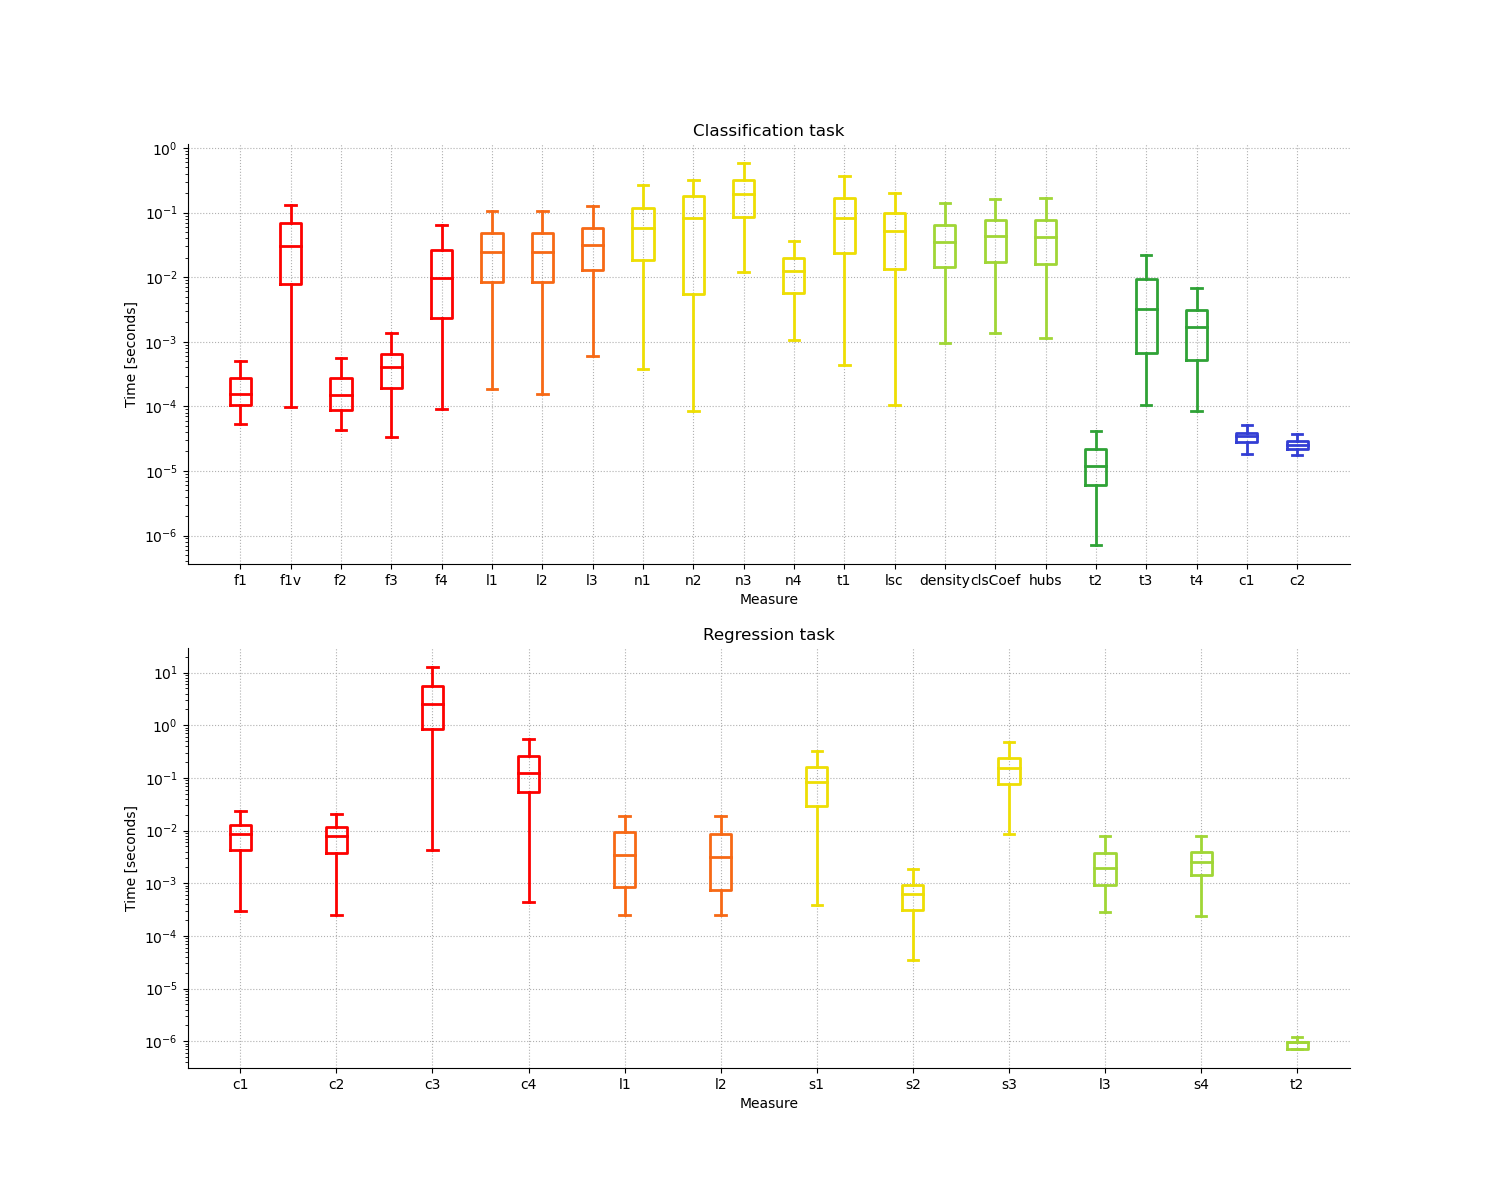 Classification task
Time [seconds]
10⁰
10⁻¹
10⁻²
10⁻³
10⁻⁴
10⁻⁵
10⁻⁶
f1 f1v f2 f3 f4 l1 l2 l3 n1 n2 n3 n4 t1 lsc density clsCoef hubs t2 t3 t4 c1 c2
Measure
Regression task
Time [seconds]
10¹
10⁰
10⁻¹
10⁻²
10⁻³
10⁻⁴
10⁻⁵
10⁻⁶
c1 c2 c3 c4 l1 l2 s1 s2 s3 l3 s4 t2
Measure